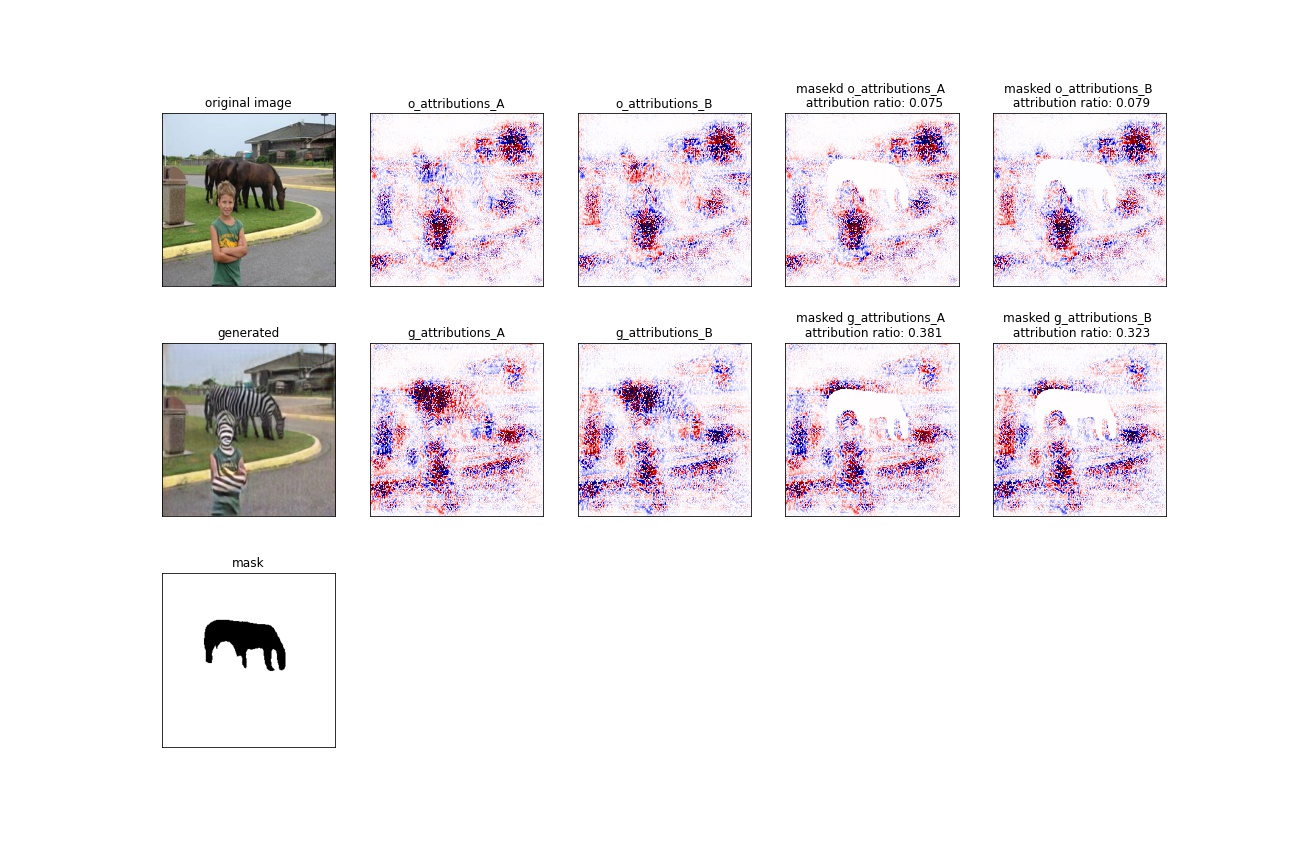 original image
o_attributions_A
o_attributions_B
masekd o_attributions_A
attribution ratio: 0.075
masked o_attributions_B
attribution ratio: 0.079
generated
g_attributions_A
g_attributions_B
masked g_attributions_A
attribution ratio: 0.381
masked g_attributions_B
attribution ratio: 0.323
mask